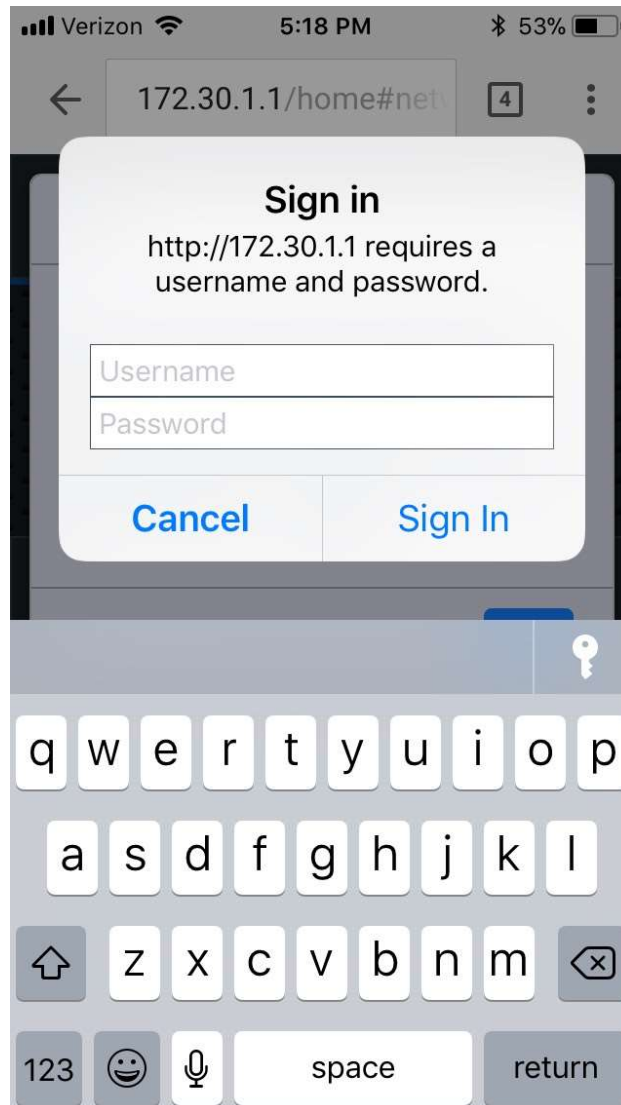 Verizon 5:18 PM 53%
172.30.1.1/home#net 4
Sign in
http://172.30.1.1 requires a
username and password.
Username
Password
Cancel Sign In
q w e r t y u i o p
a s d f g h j k l
z x c v b n m
123 space return